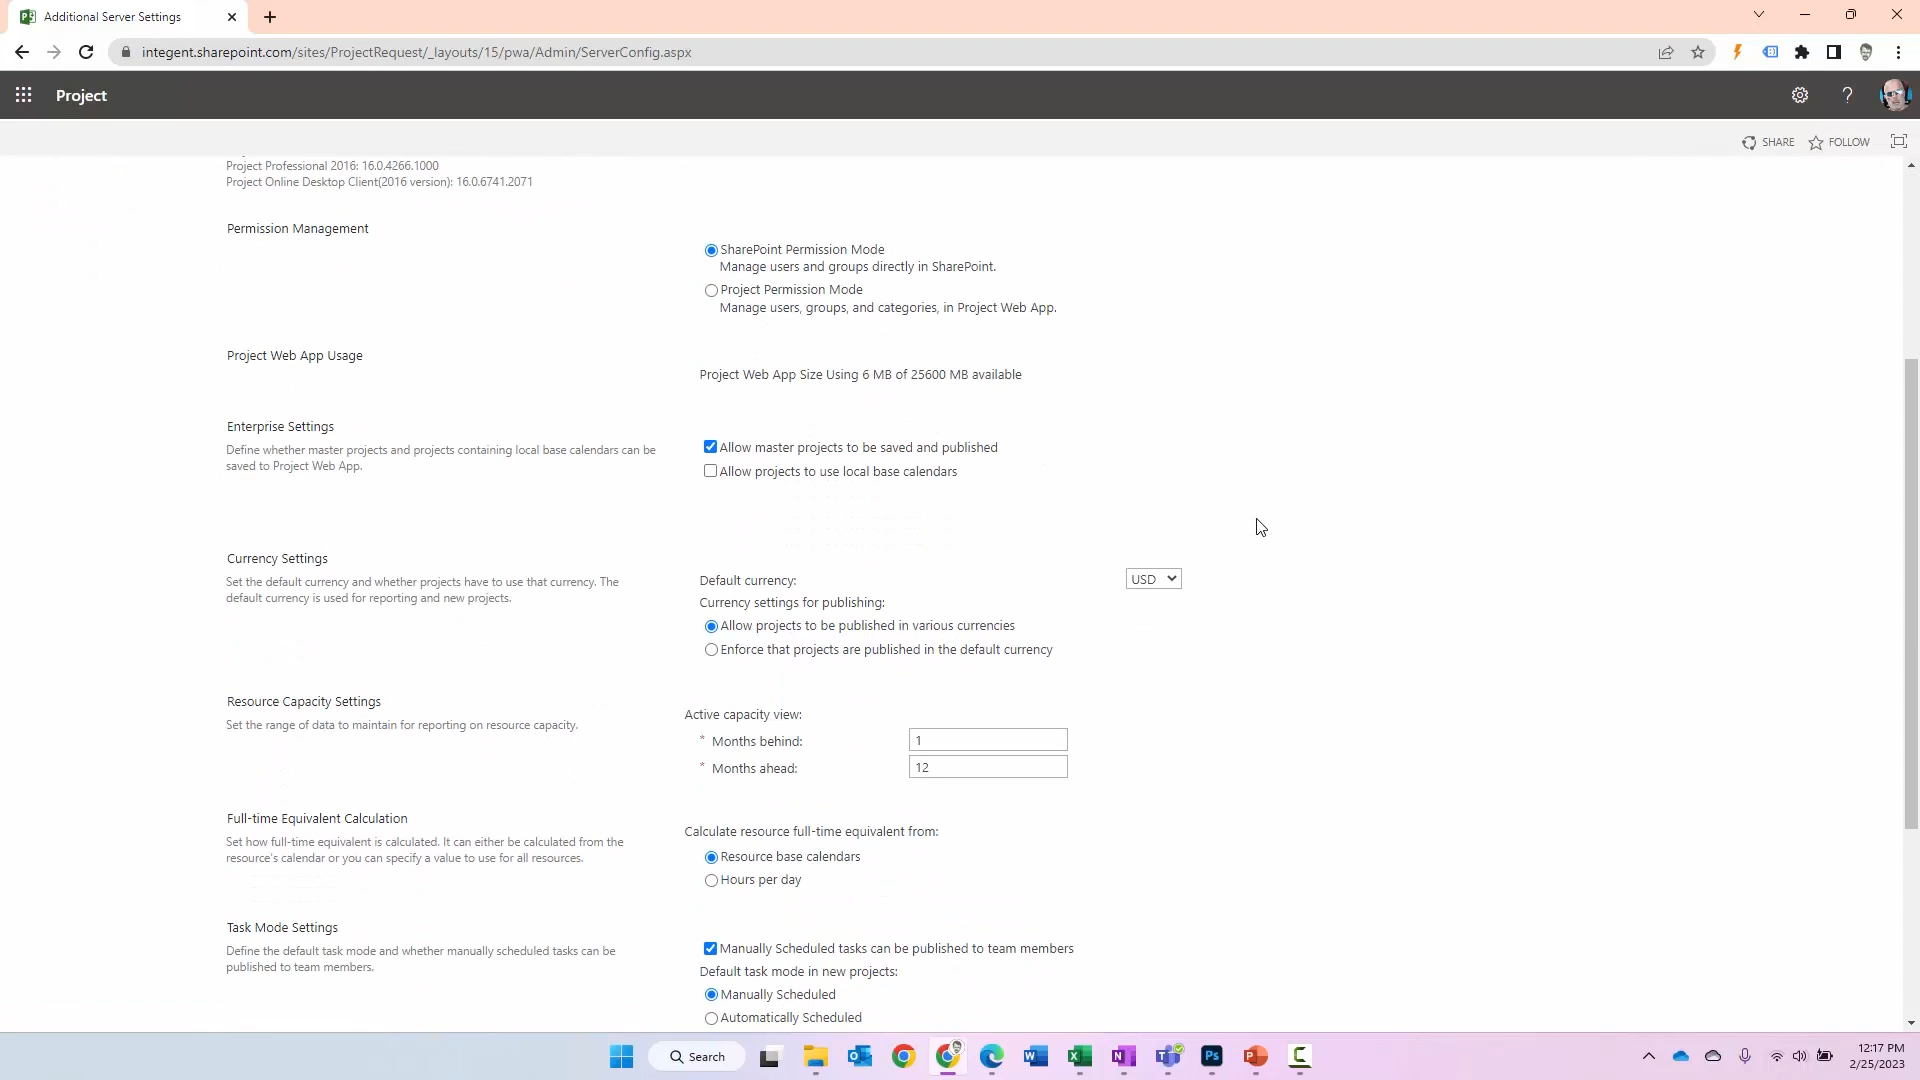 Additional Server Settings
integent.sharepoint.com/sites/ProjectRequest/_layouts/15/pwa/Admin/ServerConfig.aspx
Project
SHARE FOLLOW
Project Professional 2016: 16.0.4266.1000
Project Online Desktop Client(2016 version): 16.0.6741.2071
Permission Management
SharePoint Permission Mode
Manage users and groups directly in SharePoint.
Project Permission Mode
Manage users, groups, and categories, in Project Web App.
Project Web App Usage
Project Web App Size Using 6 MB of 25600 MB available
Enterprise Settings
Define whether master projects and projects containing local base calendars can be
saved to Project Web App.
Allow master projects to be saved and published
Allow projects to use local base calendars
Currency Settings
Set the default currency and whether projects have to use that currency. The
default currency is used for reporting and new projects.
Default currency: USD
Currency settings for publishing:
Allow projects to be published in various currencies
Enforce that projects are published in the default currency
Resource Capacity Settings
Set the range of data to maintain for reporting on resource capacity.
Active capacity view:
* Months behind: 1
* Months ahead: 12
Full-time Equivalent Calculation
Set how full-time equivalent is calculated. It can either be calculated from the
resource's calendar or you can specify a value to use for all resources.
Calculate resource full-time equivalent from:
Resource base calendars
Hours per day
Task Mode Settings
Define the default task mode and whether manually scheduled tasks can be
published to team members.
Manually Scheduled tasks can be published to team members
Default task mode in new projects:
Manually Scheduled
Automatically Scheduled
Search
12:17 PM
2/25/2023